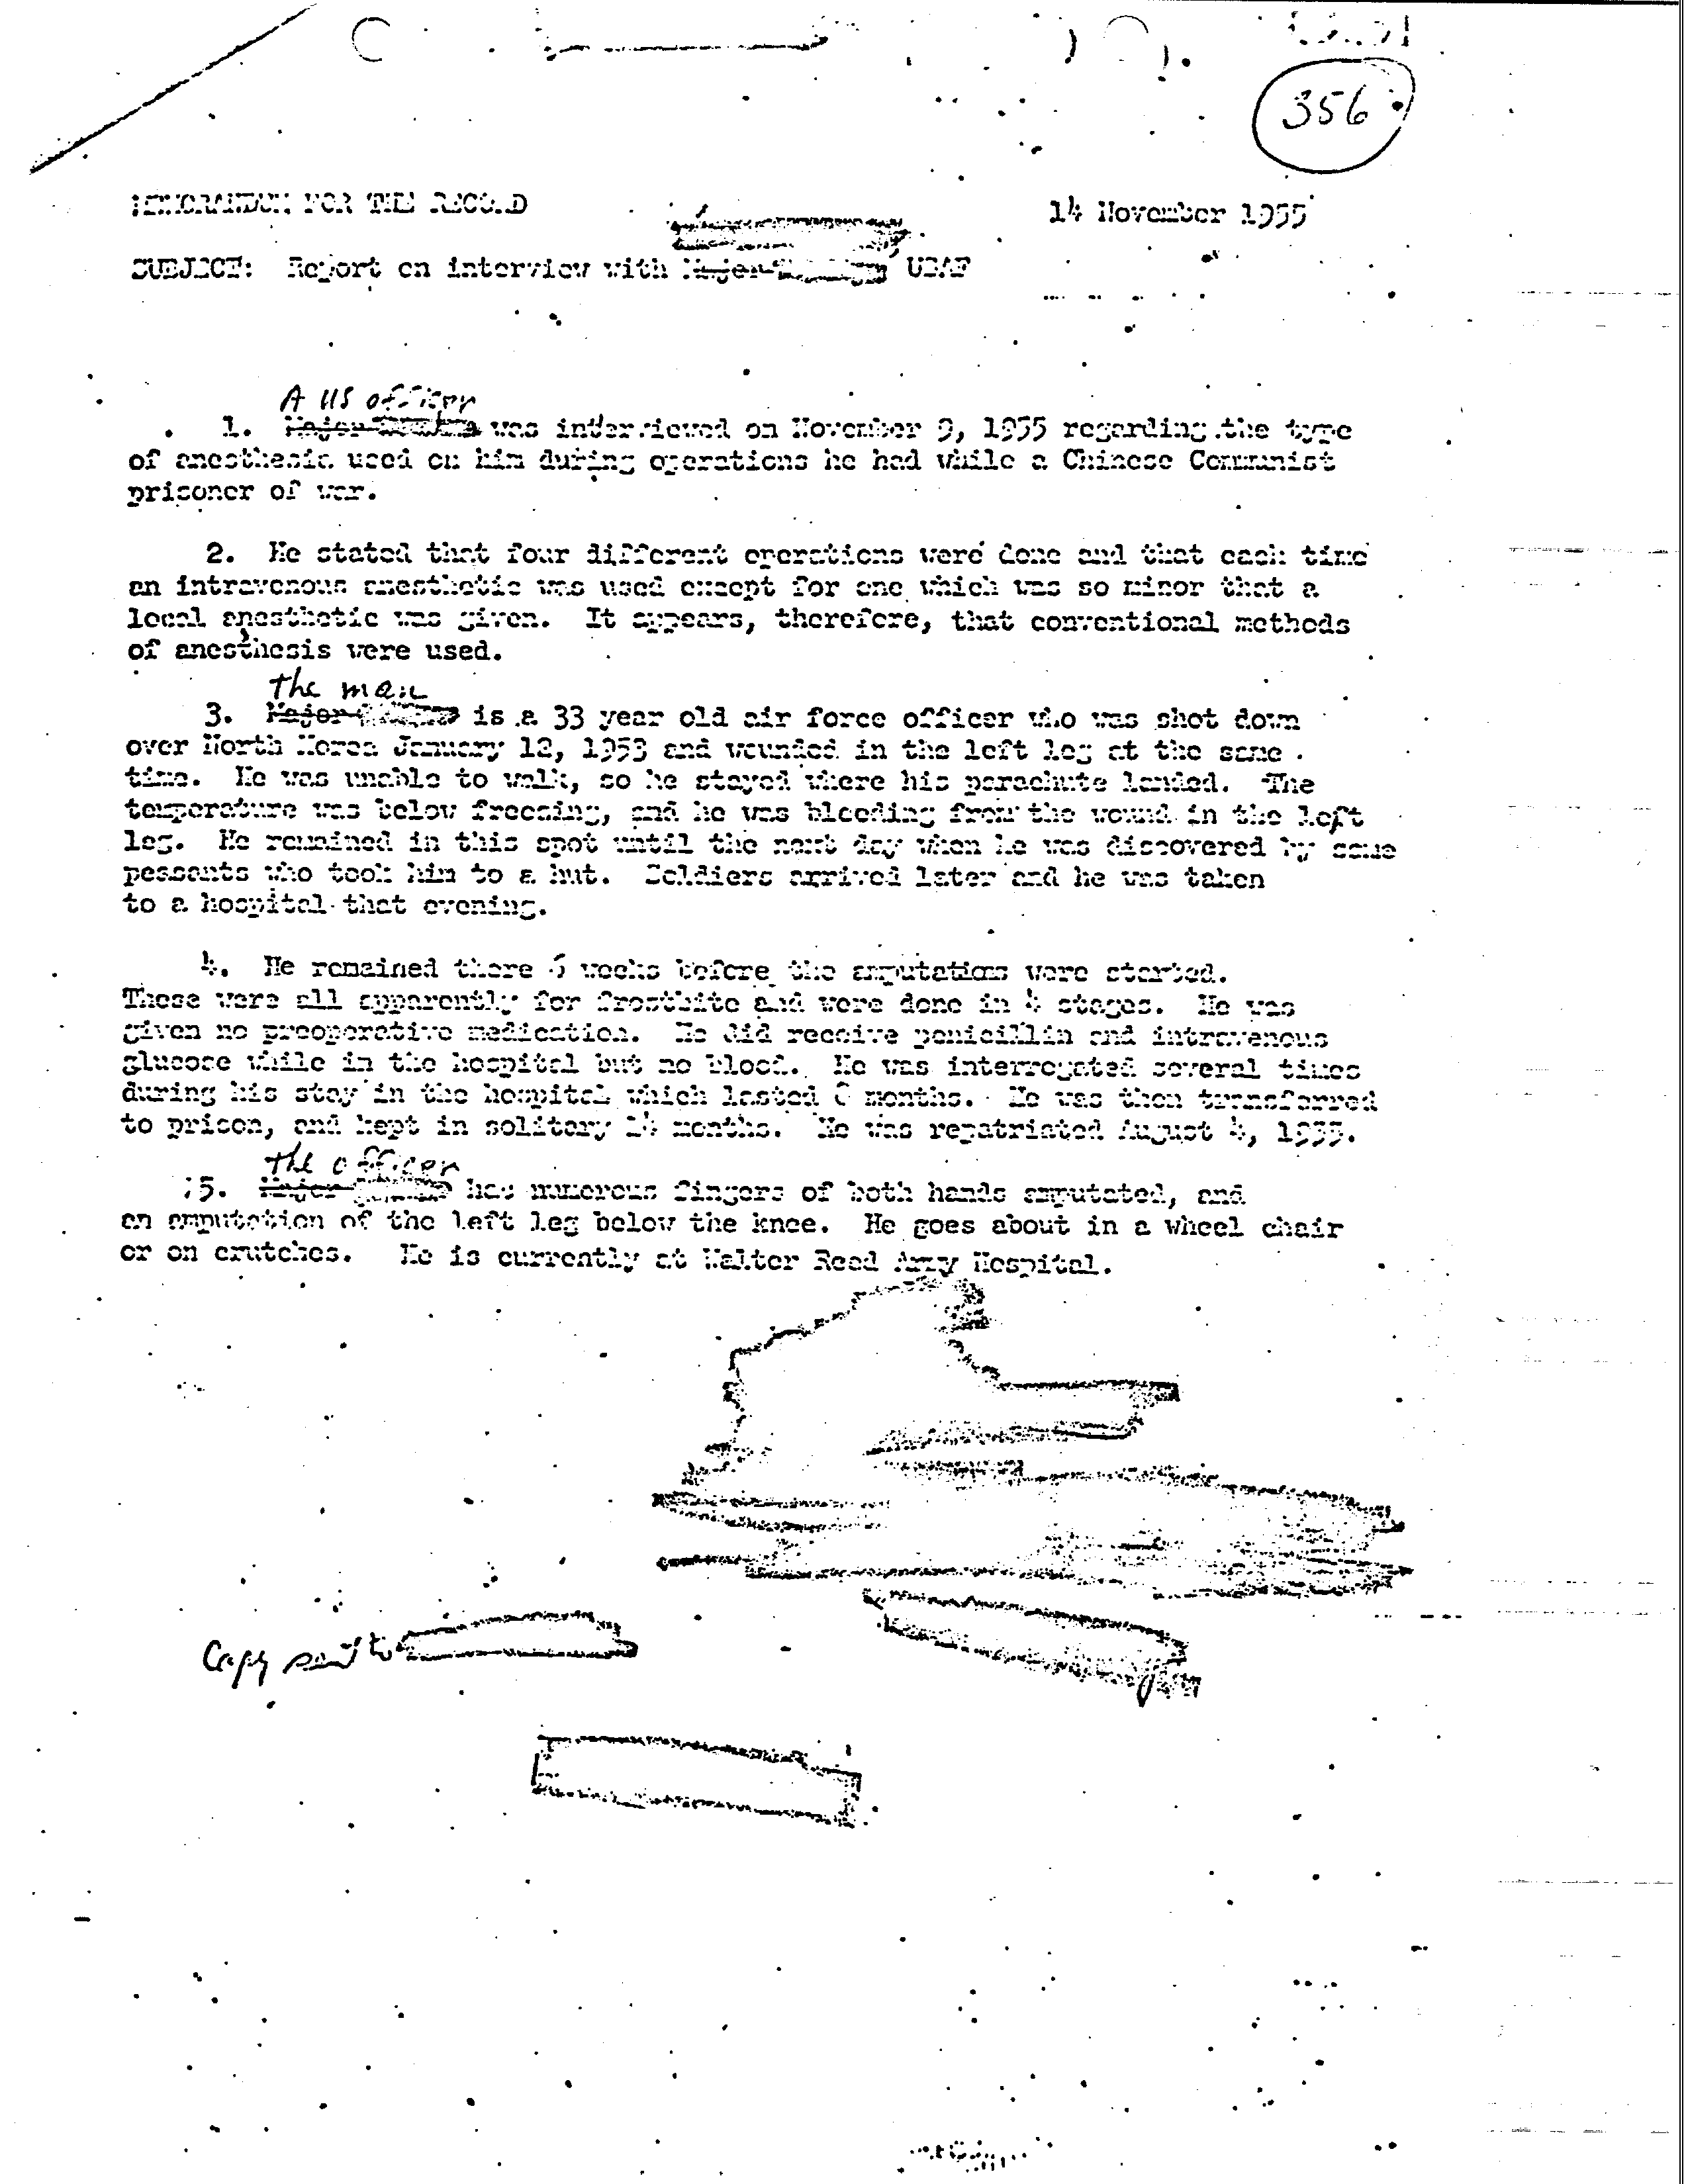 356
MEMORANDUM FOR THE RECORD 14 November 1955
SUBJECT: Report on interview with Major USAF
A US officer
1. Major was interviewed on November 9, 1955 regarding the type
of anesthesia used on him during operations he had while a Chinese Communist
prisoner of war.
2. He stated that four different operations were done and that each time
an intravenous anesthetic was used except for one which was so minor that a
local anesthetic was given. It appears, therefore, that conventional methods
of anesthesis were used.
the man
3. Major is a 33 year old air force officer who was shot down
over North Korea January 12, 1953 and wounded in the left leg at the same
time. He was unable to walk, so he stayed where his parachute landed. The
temperature was below freezing, and he was bleeding from the wound in the left
leg. He remained in this spot until the next day when he was discovered by some
peasants who took him to a hut. Soldiers arrived later and he was taken
to a hospital that evening.
4. He remained there weeks before the amputations were started.
These were all apparently for frostbite and were done in 4 stages. He was
given no preoperative medication. He did receive penicillin and intravenous
glucose while in the hospital but no blood. He was interrogated several times
during his stay in the hospital which lasted months. He was then transferred
to prison, and kept in solitary months. He was repatriated August 4, 1955.
the officer
5. Major has numerous fingers of both hands amputated, and
an amputation of the left leg below the knee. He goes about in a wheel chair
or on crutches. He is currently at Walter Reed Army Hospital.
Copy sent to